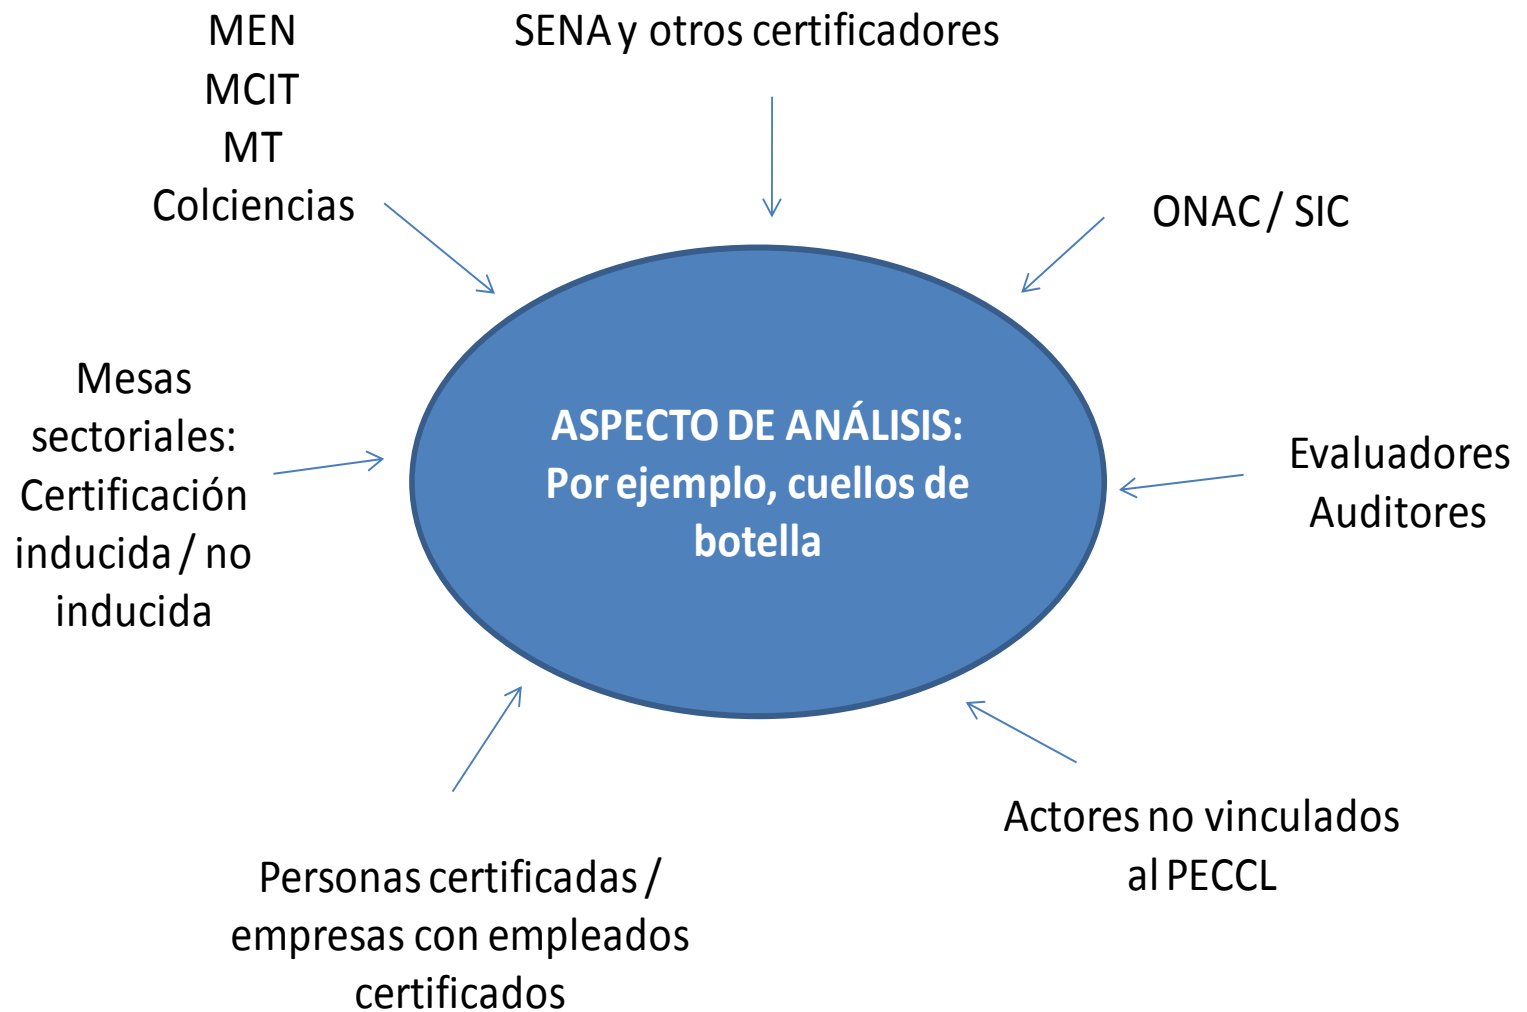 MEN
MCIT
MT
Colciencias
SENA y otros certificadores
ONAC / SIC
Mesas
sectoriales:
Certificación
inducida / no
inducida
ASPECTO DE ANÁLISIS:
Por ejemplo, cuellos de
botella
Evaluadores
Auditores
Personas certificadas /
empresas con empleados
certificados
Actores no vinculados
al PECCL